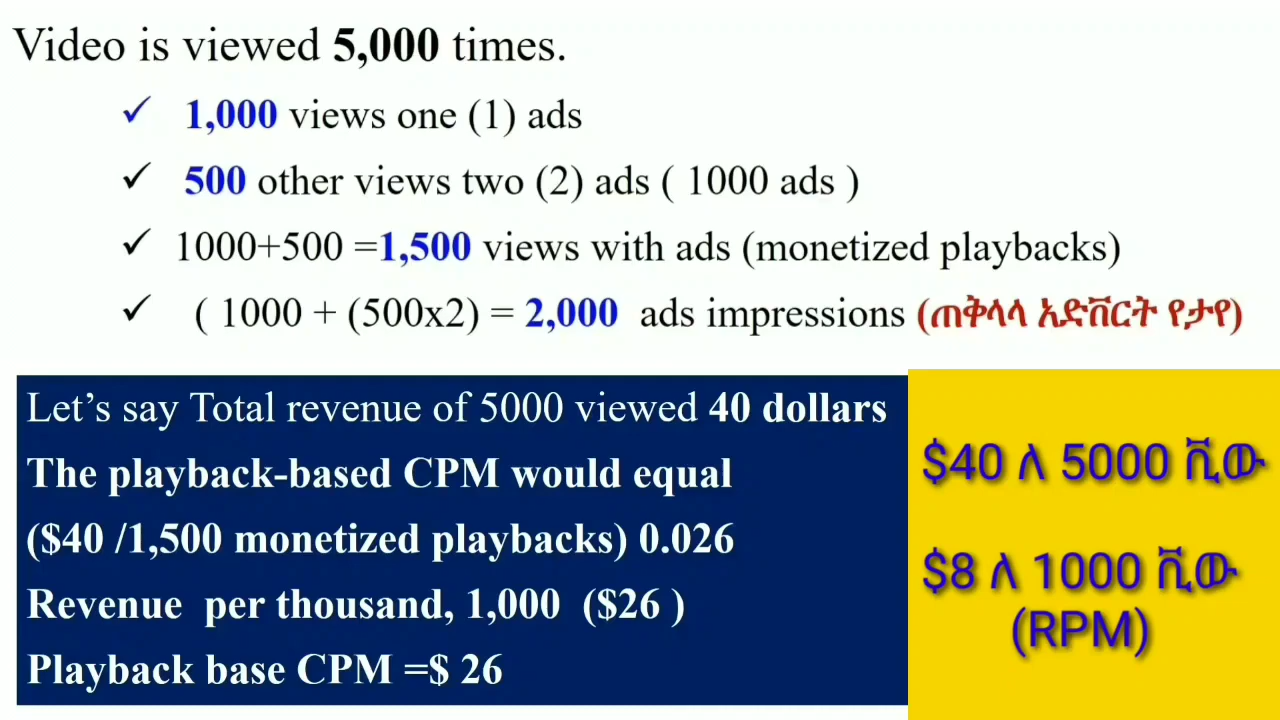 Video is viewed 5,000 times.
✓ 1,000 views one (1) ads
✓ 500 other views two (2) ads ( 1000 ads )
✓ 1000+500 =1,500 views with ads (monetized playbacks)
✓ ( 1000 + (500x2) = 2,000 ads impressions (ጠቅላላ አድቨርት የታየ)
Let's say Total revenue of 5000 viewed 40 dollars
The playback-based CPM would equal
($40 /1,500 monetized playbacks) 0.026
Revenue per thousand, 1,000 ($26 )
Playback base CPM =$ 26
$40 ለ 5000 ቪው
$8 ለ 1000 ቪው
(RPM)